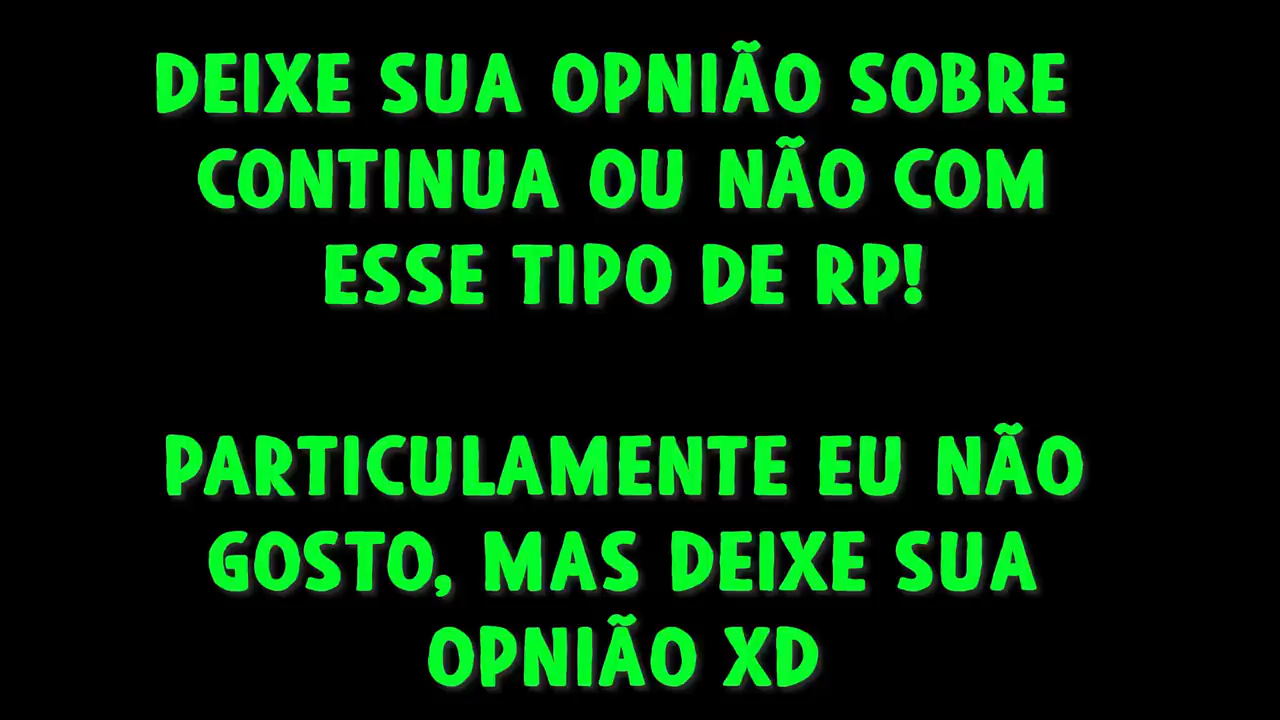 DEIXE SUA OPNIÃO SOBRE
CONTINUA OU NÃO COM
ESSE TIPO DE RP!
PARTICULAMENTE EU NÃO
GOSTO, MAS DEIXE SUA
OPNIÃO XD